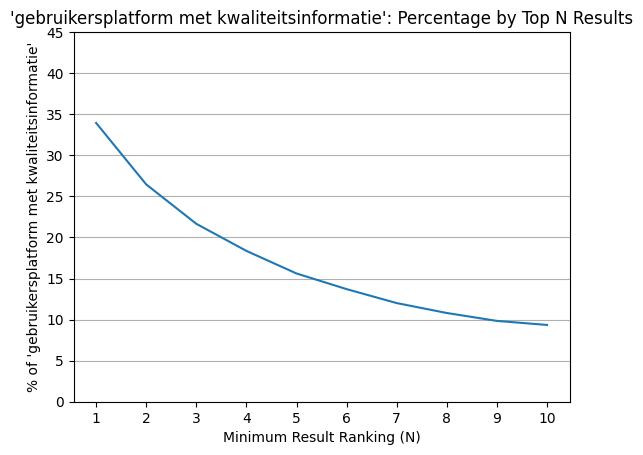 'gebruikersplatform met kwaliteitsinformatie': Percentage by Top N Results
% of 'gebruikersplatform met kwaliteitsinformatie'
45
40
35
30
25
20
15
10
5
0
1 2 3 4 5 6 7 8 9 10
Minimum Result Ranking (N)